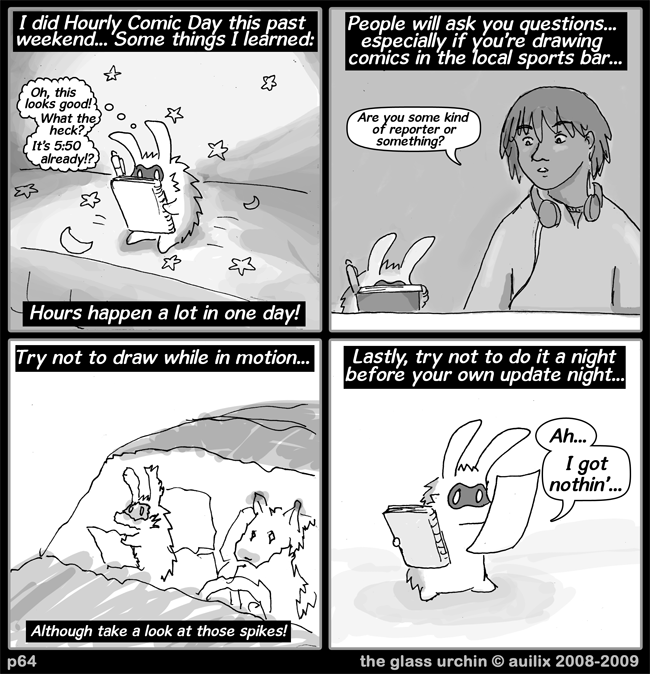 I did Hourly Comic Day this past
weekend... Some things I learned:
Oh, this
looks good!
What the
heck?
It's 5:50
already!?
Hours happen a lot in one day!
People will ask you questions...
especially if you're drawing
comics in the local sports bar...
Are you some kind
of reporter or
something?
Try not to draw while in motion...
Although take a look at those spikes!
Lastly, try not to do it a night
before your own update night...
Ah...
I got
nothin'...
p64
the glass urchin © auilix 2008-2009